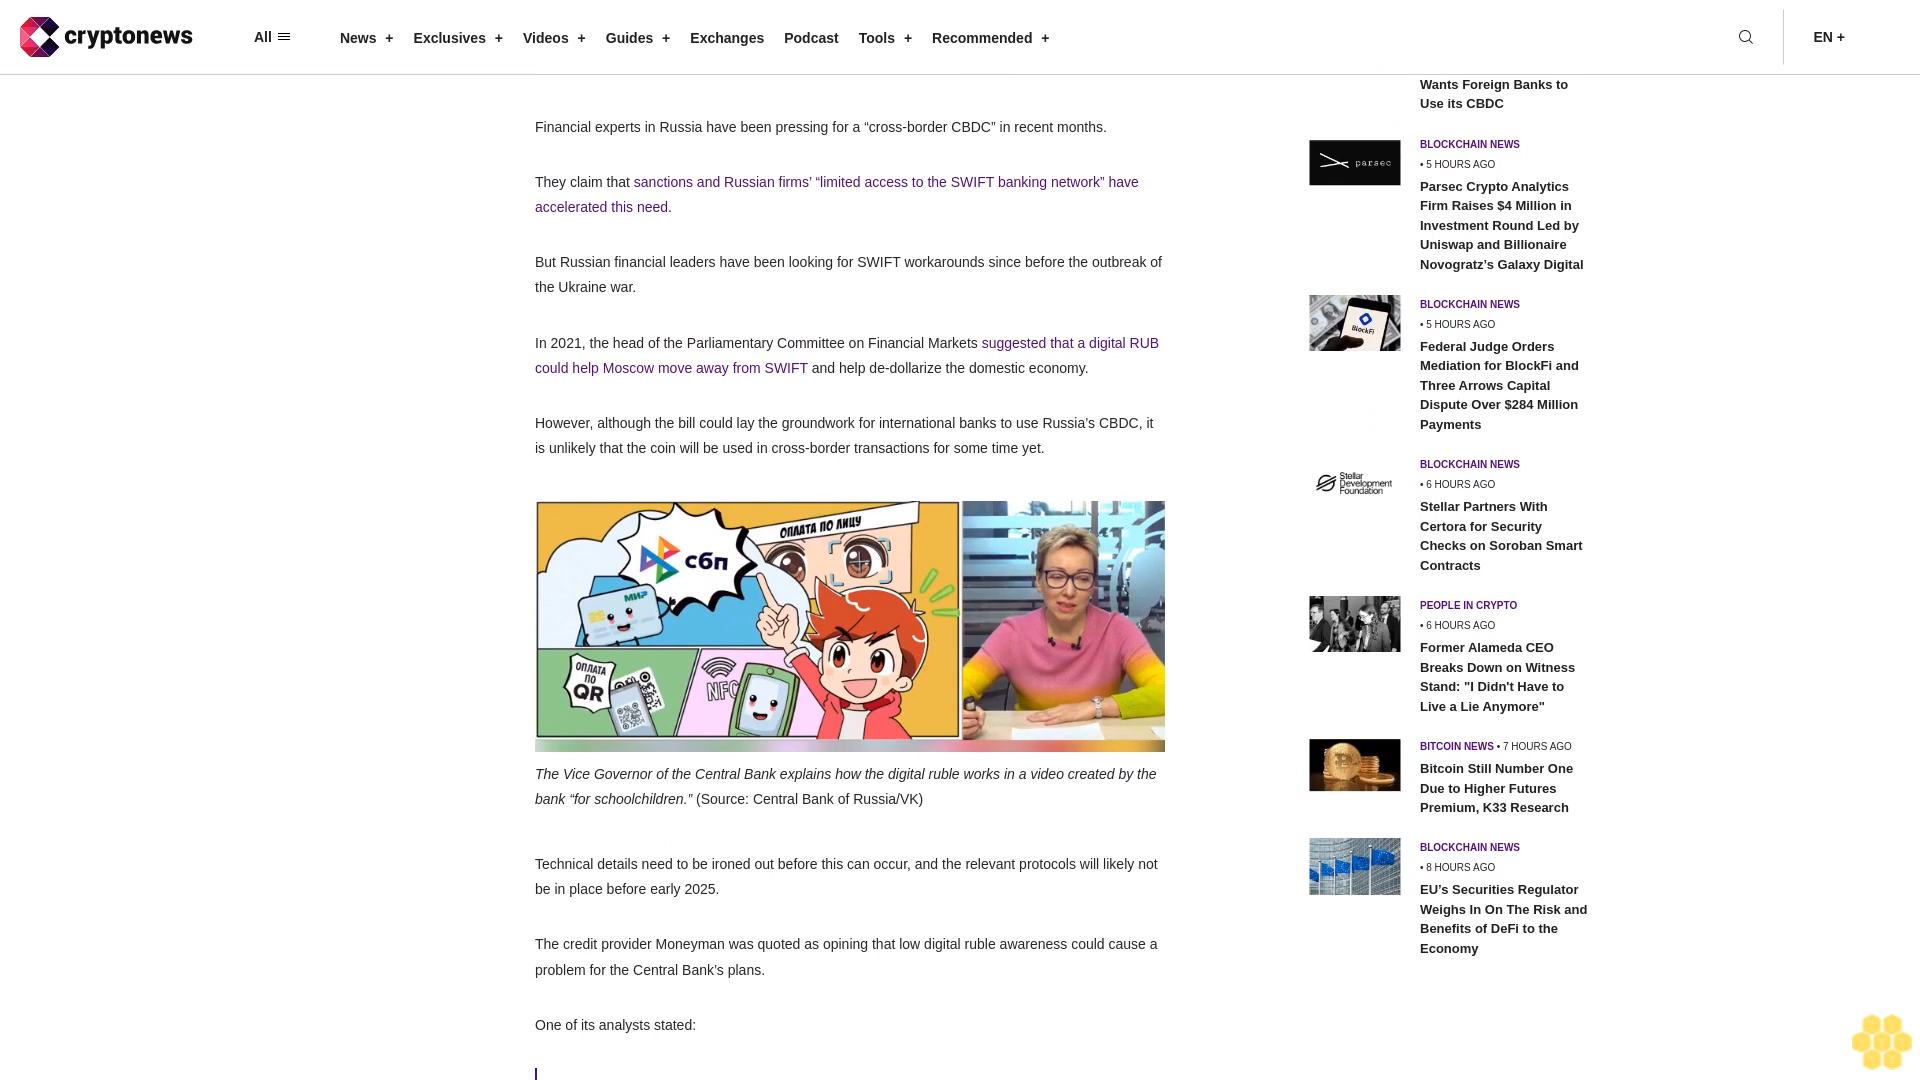 cryptonews
All
News +
Exclusives +
Videos +
Guides +
Exchanges
Podcast
Tools +
Recommended +
EN +
Financial experts in Russia have been pressing for a “cross-border CBDC” in recent months.
They claim that sanctions and Russian firms’ “limited access to the SWIFT banking network” have
accelerated this need.
But Russian financial leaders have been looking for SWIFT workarounds since before the outbreak of
the Ukraine war.
In 2021, the head of the Parliamentary Committee on Financial Markets suggested that a digital RUB
could help Moscow move away from SWIFT and help de-dollarize the domestic economy.
However, although the bill could lay the groundwork for international banks to use Russia’s CBDC, it
is unlikely that the coin will be used in cross-border transactions for some time yet.
ОПЛАТА ПО ЛИЦУ
сбп
МИР
ОПЛАТА
ПО
QR
NFC
The Vice Governor of the Central Bank explains how the digital ruble works in a video created by the
bank “for schoolchildren.” (Source: Central Bank of Russia/VK)
Technical details need to be ironed out before this can occur, and the relevant protocols will likely not
be in place before early 2025.
The credit provider Moneyman was quoted as opining that low digital ruble awareness could cause a
problem for the Central Bank’s plans.
One of its analysts stated:
Wants Foreign Banks to
Use its CBDC
parsec
BLOCKCHAIN NEWS
• 5 HOURS AGO
Parsec Crypto Analytics
Firm Raises $4 Million in
Investment Round Led by
Uniswap and Billionaire
Novogratz’s Galaxy Digital
BlockFi
BLOCKCHAIN NEWS
• 5 HOURS AGO
Federal Judge Orders
Mediation for BlockFi and
Three Arrows Capital
Dispute Over $284 Million
Payments
Stellar
Development
Foundation
BLOCKCHAIN NEWS
• 6 HOURS AGO
Stellar Partners With
Certora for Security
Checks on Soroban Smart
Contracts
PEOPLE IN CRYPTO
• 6 HOURS AGO
Former Alameda CEO
Breaks Down on Witness
Stand: "I Didn't Have to
Live a Lie Anymore"
BITCOIN NEWS • 7 HOURS AGO
Bitcoin Still Number One
Due to Higher Futures
Premium, K33 Research
BLOCKCHAIN NEWS
• 8 HOURS AGO
EU’s Securities Regulator
Weighs In On The Risk and
Benefits of DeFi to the
Economy